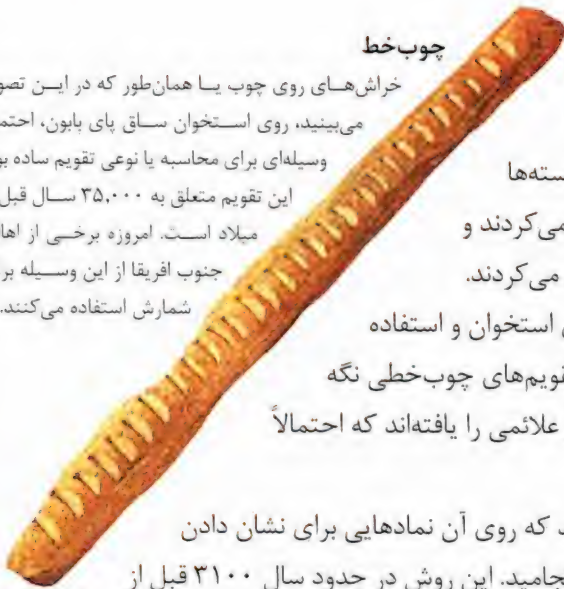 چوب‌خط
خراش‌های روی چوب یا همان‌طور که در این تصو
می‌بینید، روی استخوان ساق پای بابون، احتم
وسیله‌ای برای محاسبه یا نوعی تقویم ساده بو
این تقویم متعلق به ۳۵,۰۰۰ سال قبل
میلاد است. امروزه برخی از اها
جنوب افریقا از این وسیله بر
شمارش استفاده می‌کنند.
سته‌ها
می‌کردند و
می‌کردند.
استخوان و استفاده
قویم‌های چوب‌خطی نگه
علائمی را یافته‌اند که احتمالاً
که روی آن نمادهایی برای نشان دادن
جامید. این روش در حدود سال ۳۱۰۰ قبل از